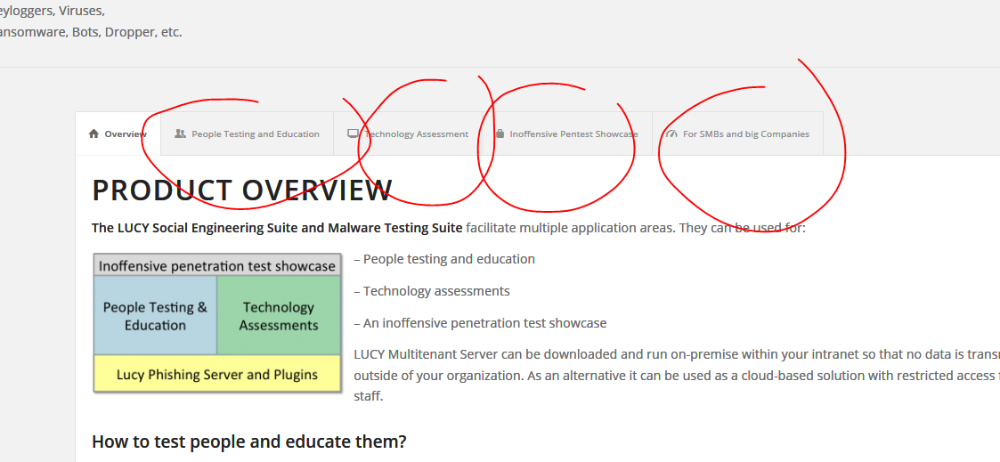 eyloggers, Viruses,
ansomware, Bots, Dropper, etc.
Overview People Testing and Education Technology Assessment Inoffensive Pentest Showcase For SMBs and big Companies
PRODUCT OVERVIEW
The LUCY Social Engineering Suite and Malware Testing Suite facilitate multiple application areas. They can be used for:
Inoffensive penetration test showcase
People Testing &
Education
Technology
Assessments
Lucy Phishing Server and Plugins
– People testing and education
– Technology assessments
– An inoffensive penetration test showcase
LUCY Multitenant Server can be downloaded and run on-premise within your intranet so that no data is trans
outside of your organization. As an alternative it can be used as a cloud-based solution with restricted access
staff.
How to test people and educate them?